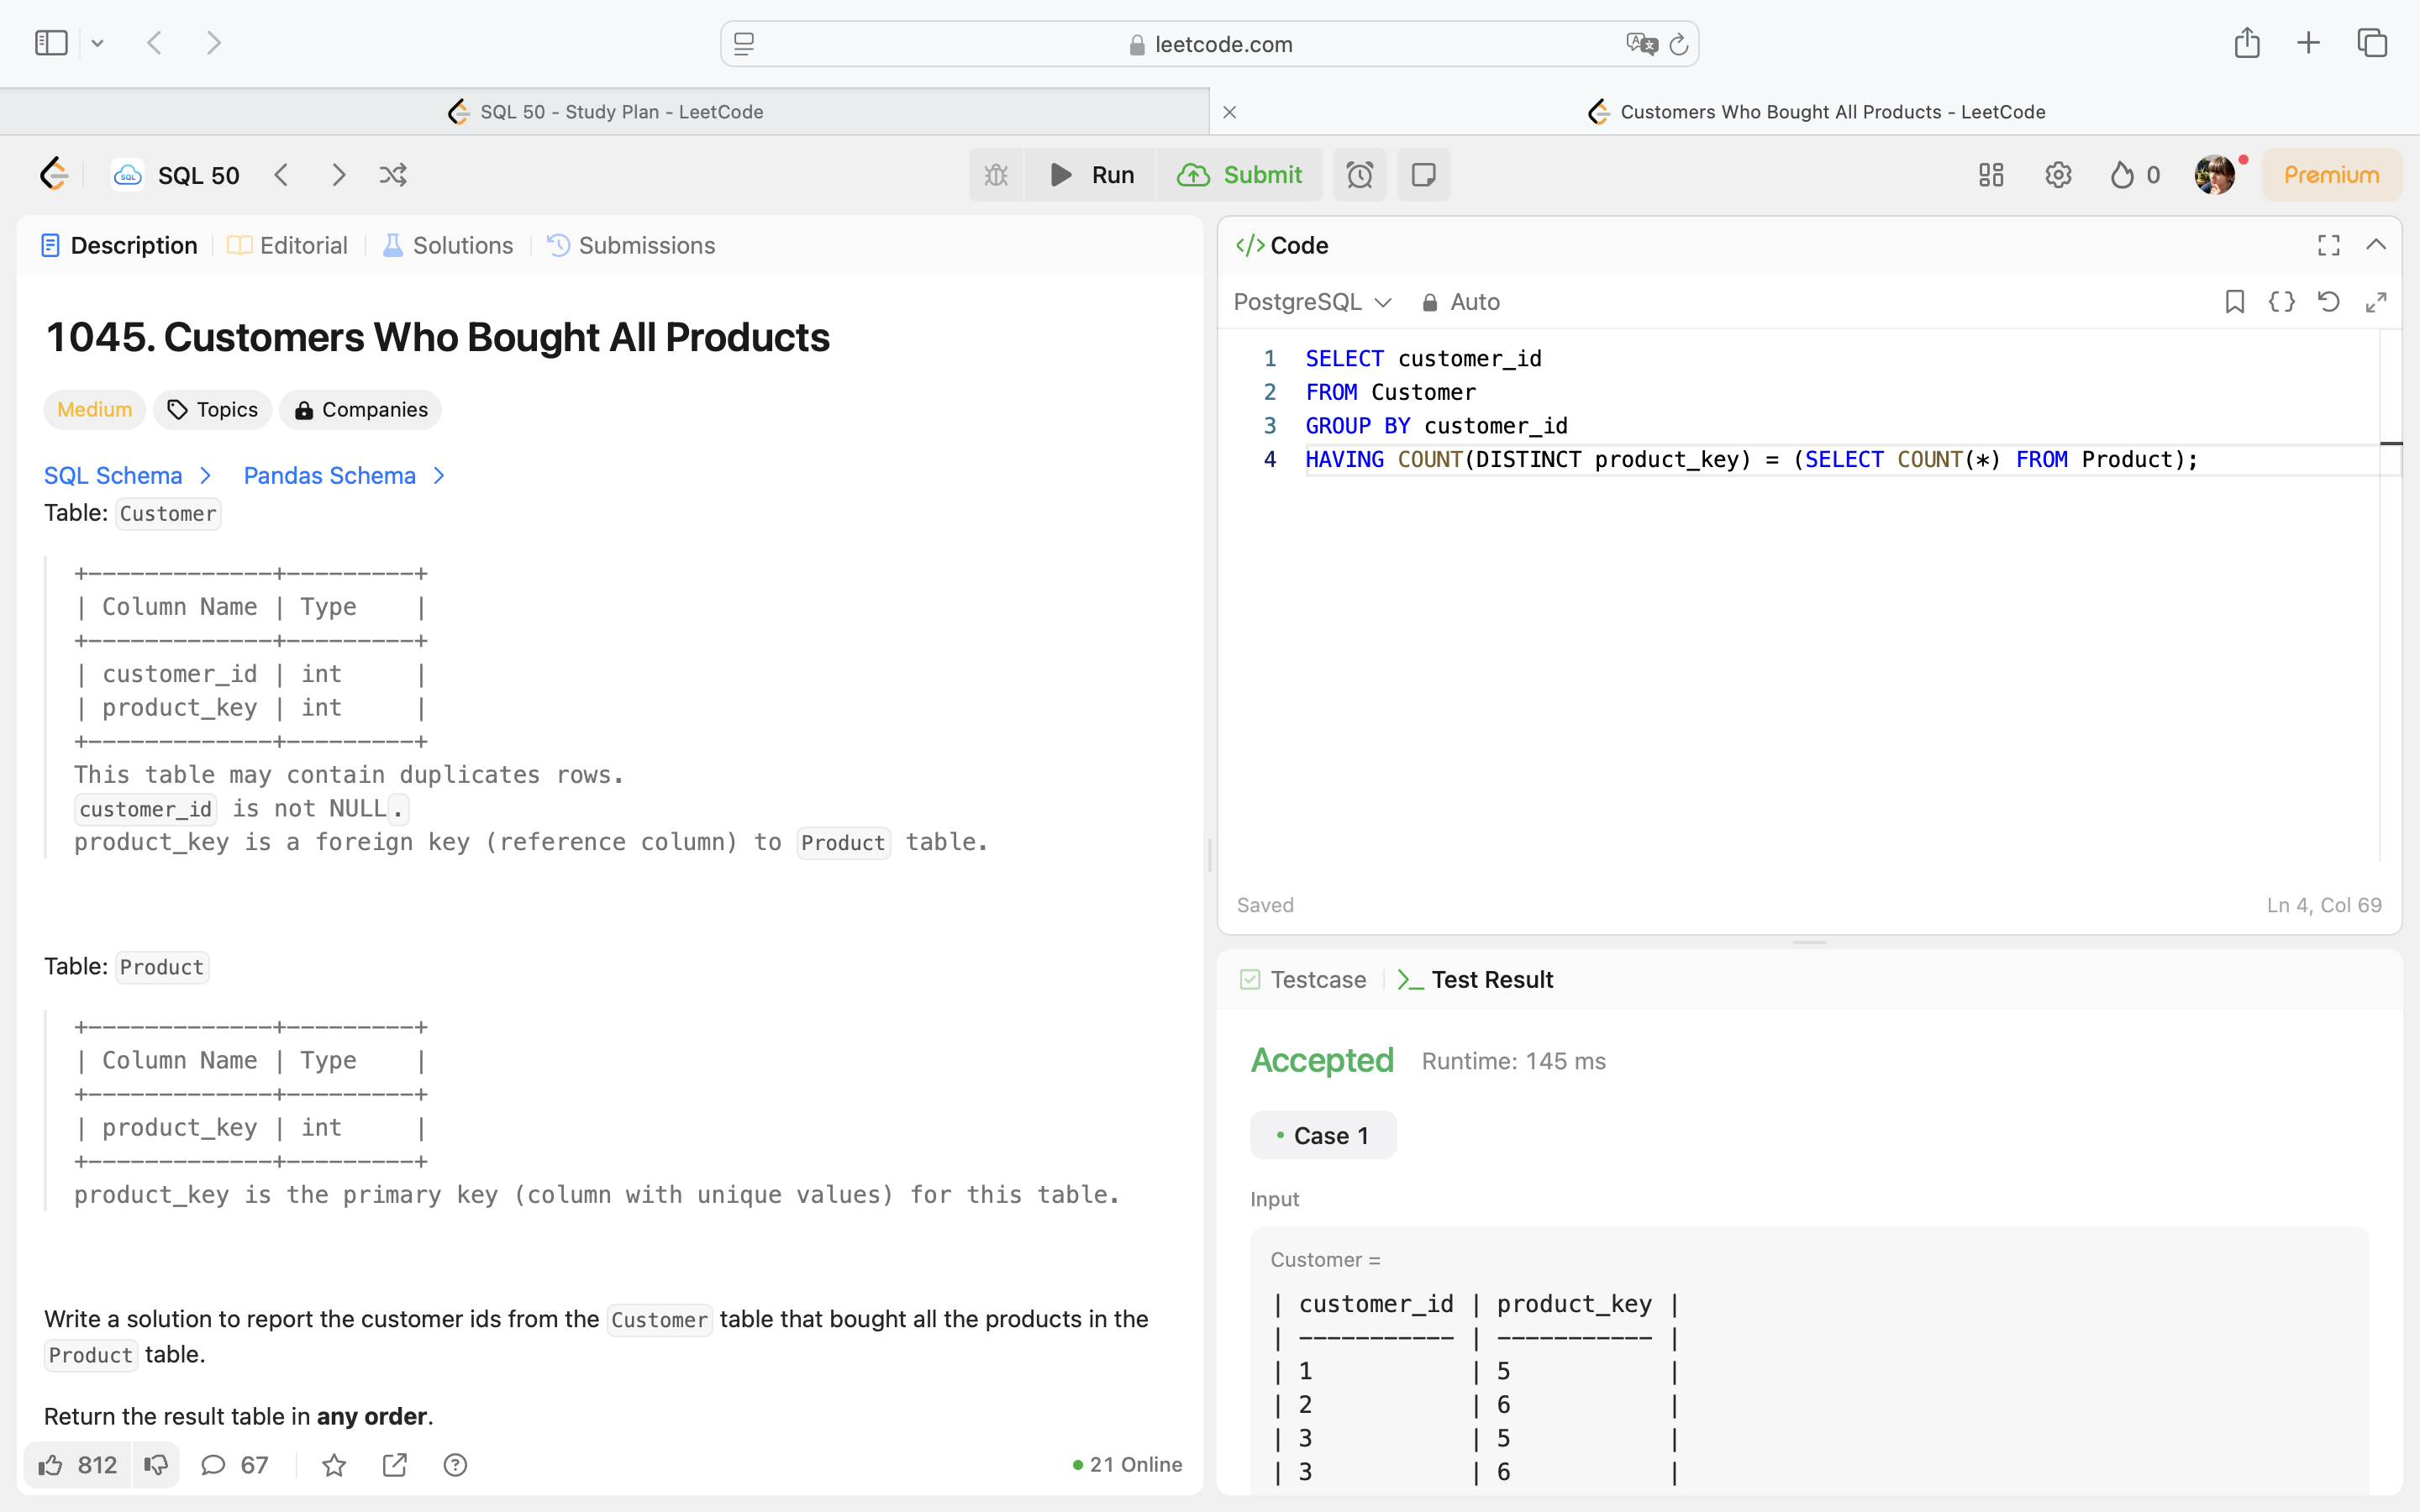 leetcode.com
SQL 50 - Study Plan - LeetCode
Customers Who Bought All Products - LeetCode
SQL
SQL 50
Run
Submit
0
Premium
Description
Editorial
Solutions
Submissions
1045. Customers Who Bought All Products
Medium
Topics
Companies
SQL Schema
Pandas Schema
Table: Customer
+-------------+---------+
| Column Name | Type    |
+-------------+---------+
| customer_id | int     |
| product_key | int     |
+-------------+---------+
This table may contain duplicates rows.
customer_id is not NULL.
product_key is a foreign key (reference column) to Product table.
Table: Product
+-------------+---------+
| Column Name | Type    |
+-------------+---------+
| product_key | int     |
+-------------+---------+
product_key is the primary key (column with unique values) for this table.
Write a solution to report the customer ids from the Customer table that bought all the products in the
Product table.
Return the result table in any order.
812
67
21 Online
</> Code
PostgreSQL
Auto
1 SELECT customer_id
2 FROM Customer
3 GROUP BY customer_id
4 HAVING COUNT(DISTINCT product_key) = (SELECT COUNT(*) FROM Product);
Saved
Ln 4, Col 69
Testcase
Test Result
Accepted
Runtime: 145 ms
Case 1
Input
Customer =
| customer_id | product_key |
| ----------- | ----------- |
| 1           | 5           |
| 2           | 6           |
| 3           | 5           |
| 3           | 6           |